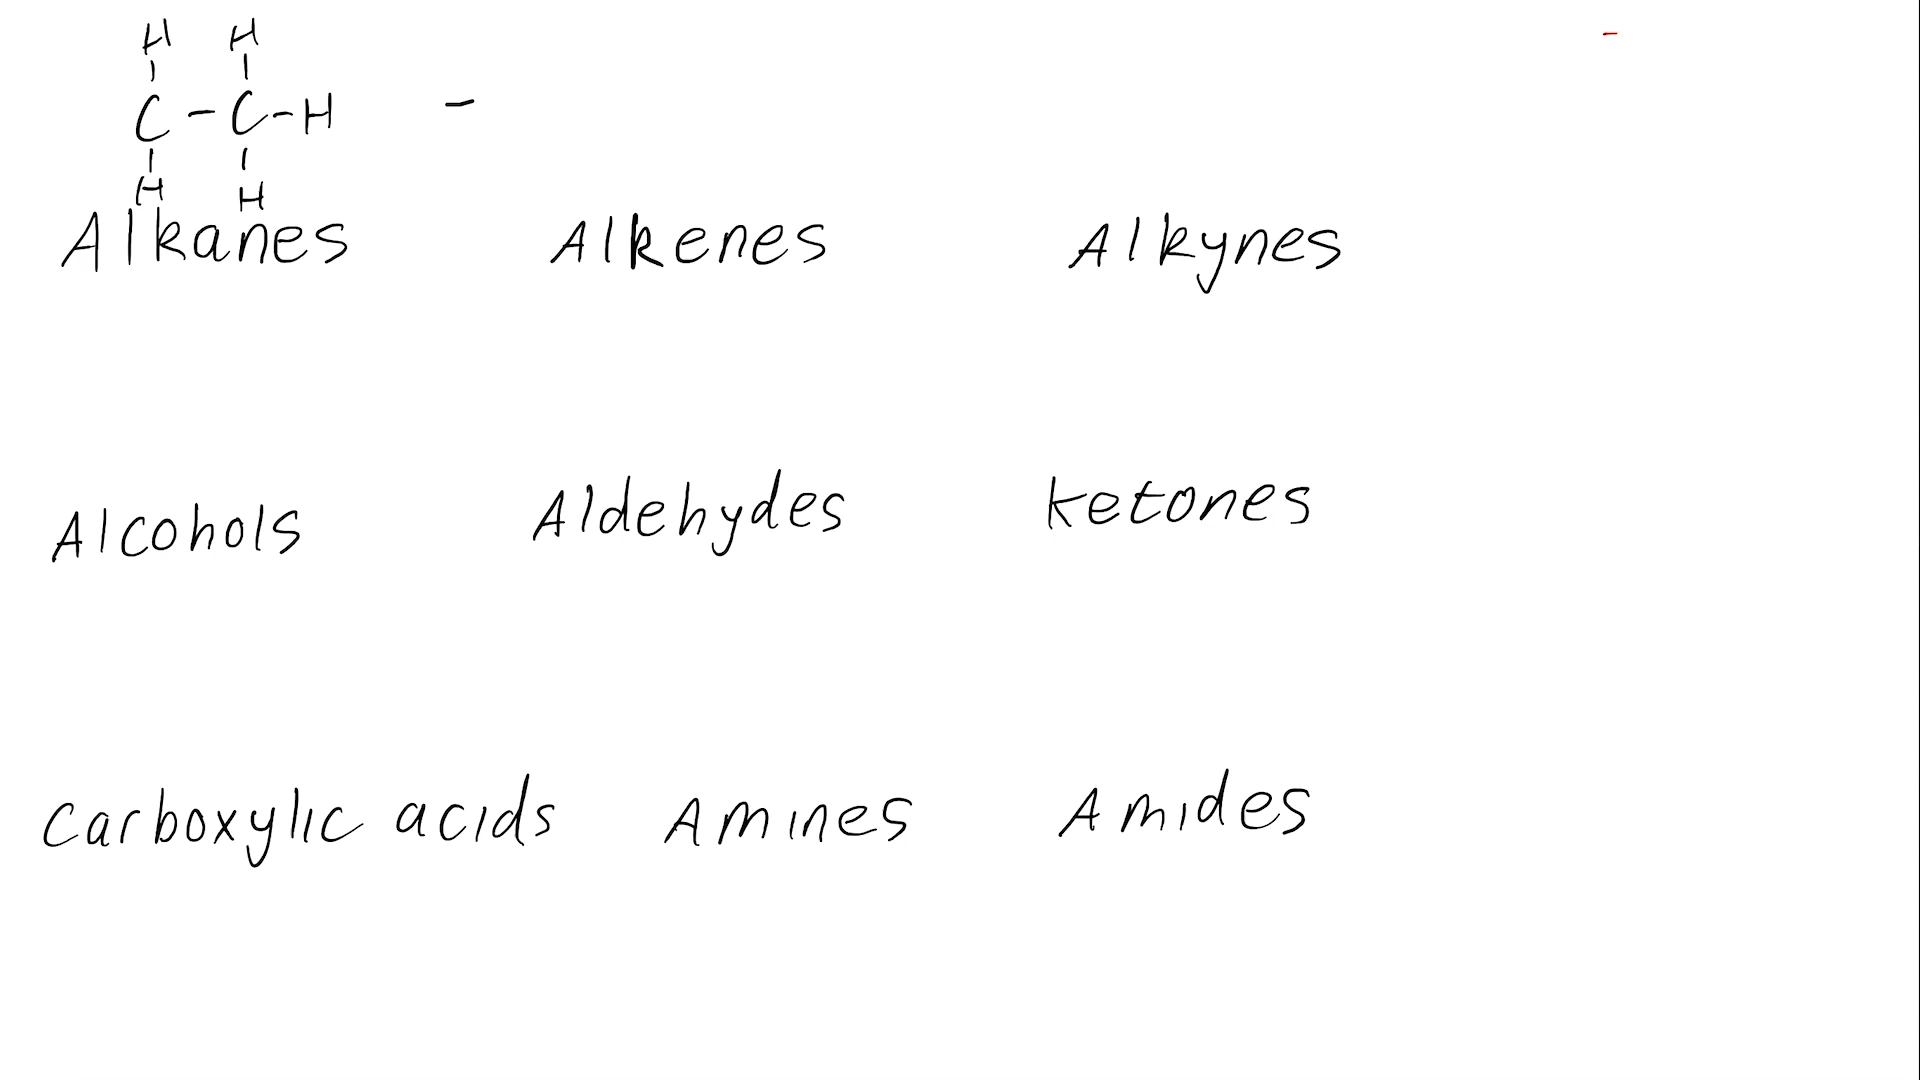 H H
C - C - H -
H H
Alkanes Alkenes Alkynes
Alcohols Aldehydes Ketones
Carboxylic acids Amines Amides